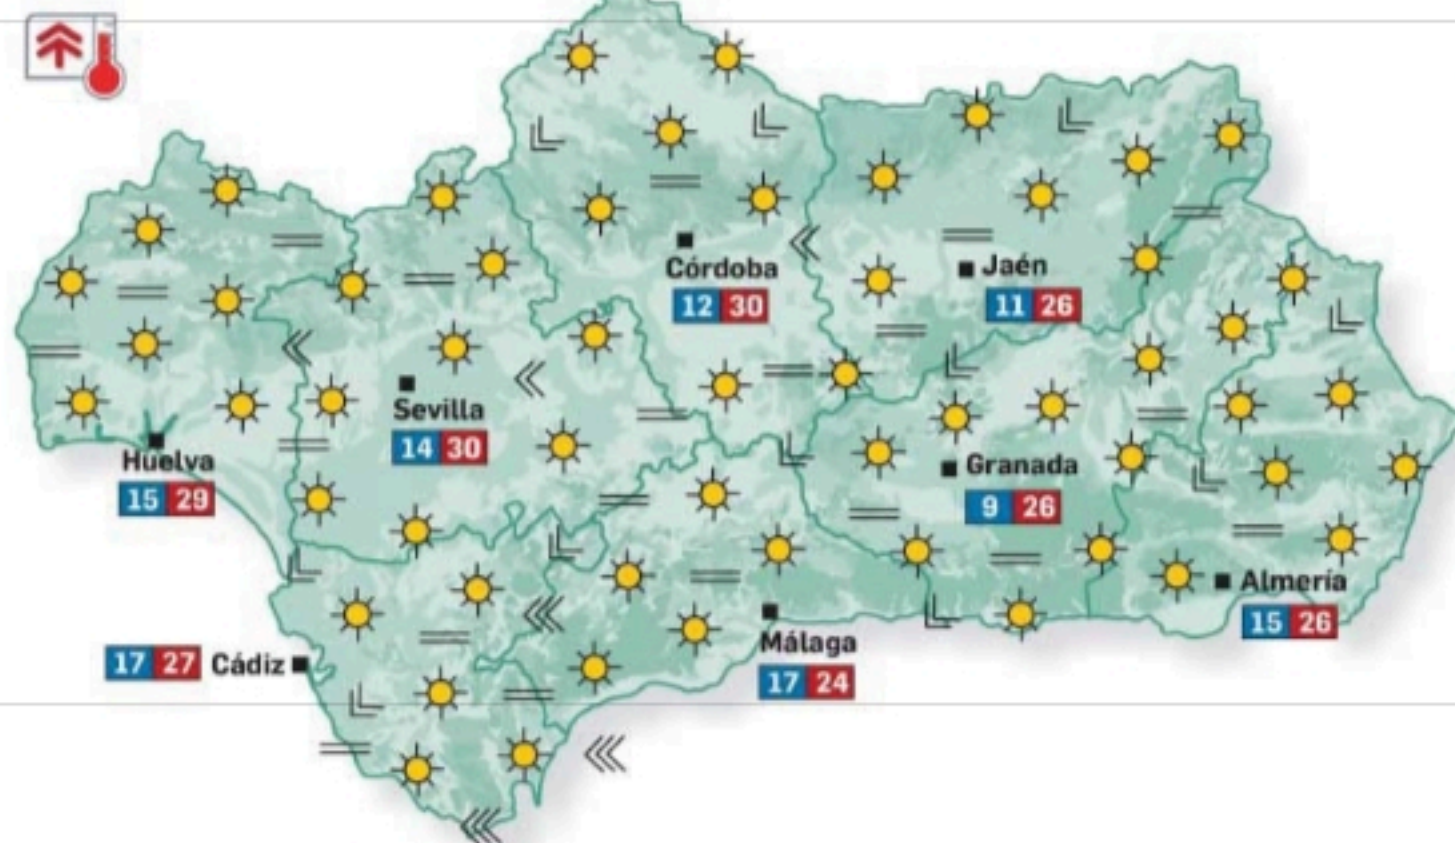 Córdoba
12 30
Jaén
11 26
Sevilla
14 30
Huelva
15 29
Granada
9 26
Almería
15 26
Málaga
17 24
17 27 Cádiz